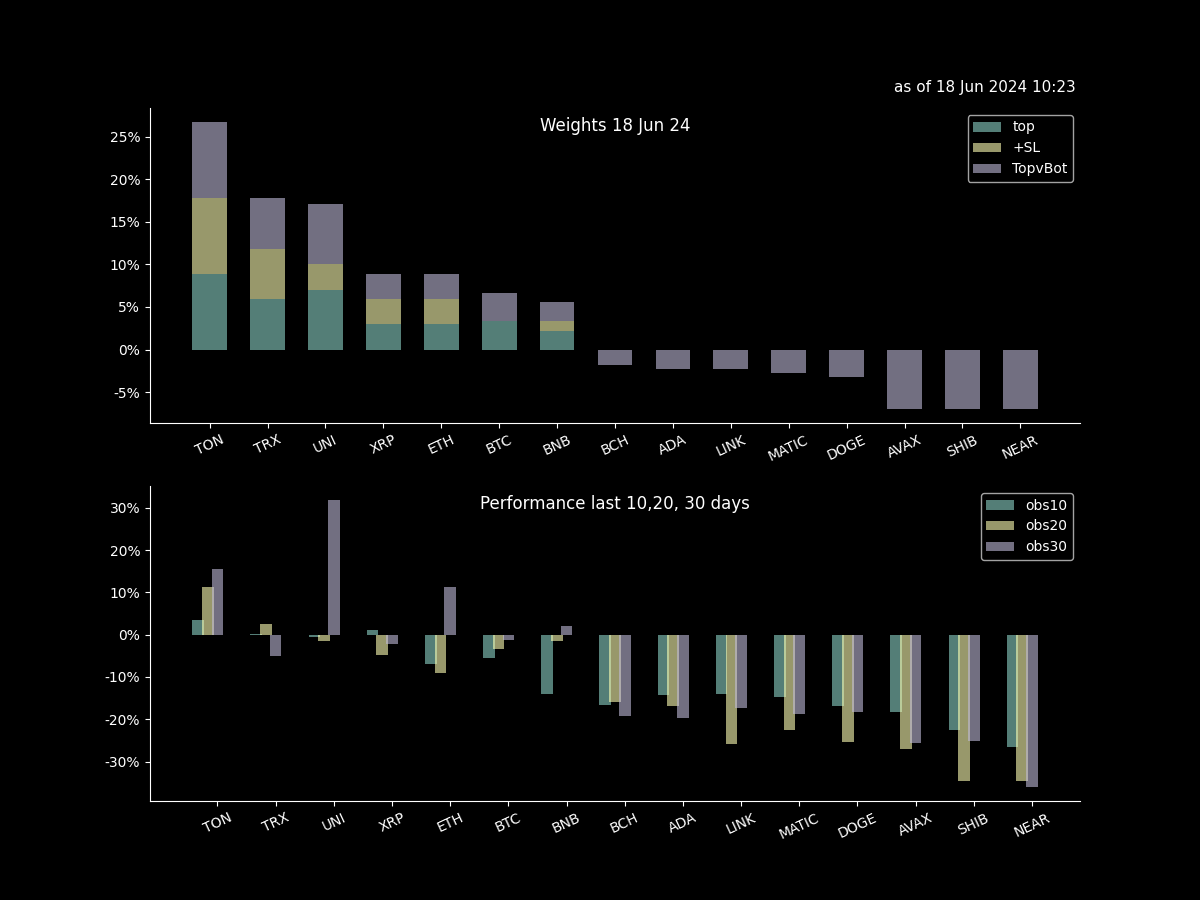 as of 18 Jun 2024 10:23
Weights 18 Jun 24
top
+SL
TopvBot
25%
20%
15%
10%
5%
0%
-5%
TON TRX UNI XRP ETH BTC BNB BCH ADA LINK MATIC DOGE AVAX SHIB NEAR
Performance last 10,20, 30 days
obs10
obs20
obs30
30%
20%
10%
0%
-10%
-20%
-30%
TON TRX UNI XRP ETH BTC BNB BCH ADA LINK MATIC DOGE AVAX SHIB NEAR